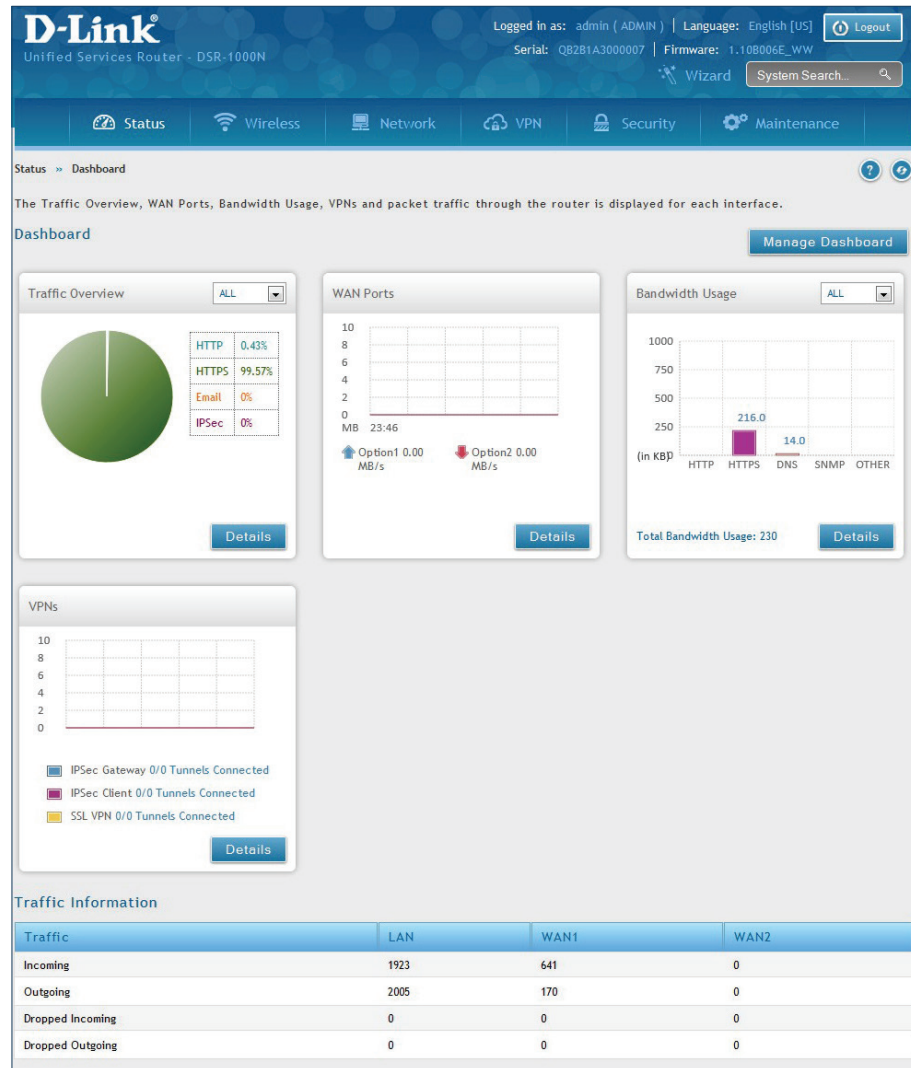 D-Link®
Unified Services Router - DSR-1000N
Logged in as: admin ( ADMIN ) | Language: English [US]
Logout
Serial: QB2B1A3000007 | Firmware: 1.10B006E_WW
Wizard
System Search...
Status
Wireless
Network
VPN
Security
Maintenance
Status » Dashboard
?
The Traffic Overview, WAN Ports, Bandwidth Usage, VPNs and packet traffic through the router is displayed for each interface.
Dashboard
Manage Dashboard
Traffic Overview
ALL
HTTP 0.43%
HTTPS 99.57%
Email 0%
IPSec 0%
Details
WAN Ports
10
8
6
4
2
0
MB 23:46
Option1 0.00 MB/s
Option2 0.00 MB/s
Details
Bandwidth Usage
ALL
1000
750
500
250
0
(in KB)
216.0
14.0
HTTP HTTPS DNS SNMP OTHER
Total Bandwidth Usage: 230
Details
VPNs
10
8
6
4
2
0
IPSec Gateway 0/0 Tunnels Connected
IPSec Client 0/0 Tunnels Connected
SSL VPN 0/0 Tunnels Connected
Details
Traffic Information
Traffic LAN WAN1 WAN2
Incoming 1923 641 0
Outgoing 2005 170 0
Dropped Incoming 0 0 0
Dropped Outgoing 0 0 0